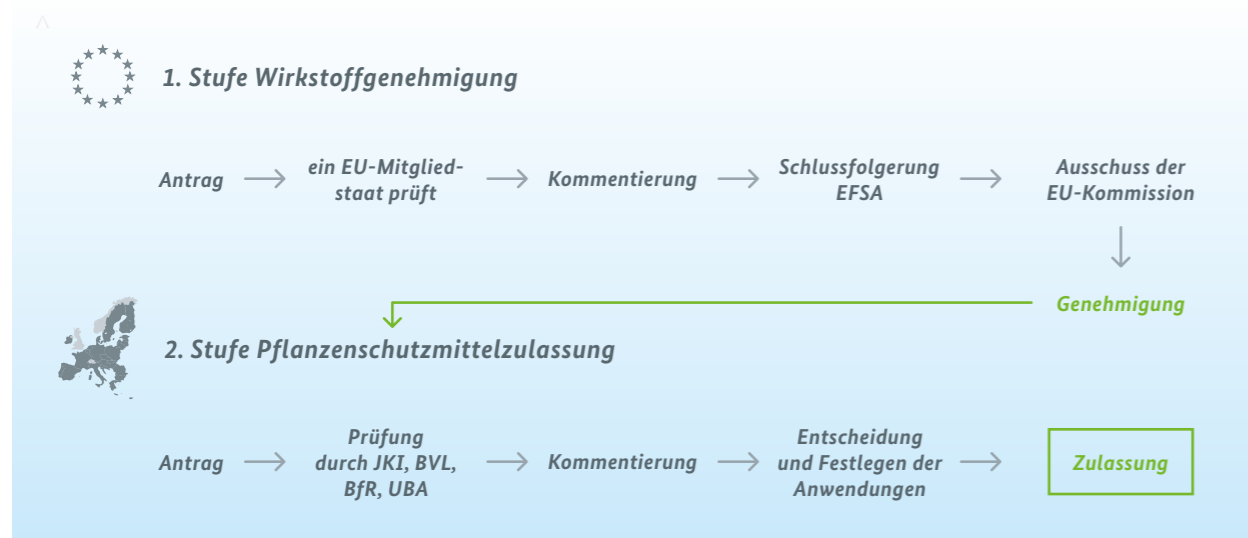 1. Stufe Wirkstoffgenehmigung
Antrag
ein EU-Mitglied-
staat prüft
Kommentierung
Schlussfolgerung
EFSA
Ausschuss der
EU-Kommission
Genehmigung
2. Stufe Pflanzenschutzmittelzulassung
Antrag
Prüfung
durch JKI, BVL,
BfR, UBA
Kommentierung
Entscheidung
und Festlegen der
Anwendungen
Zulassung